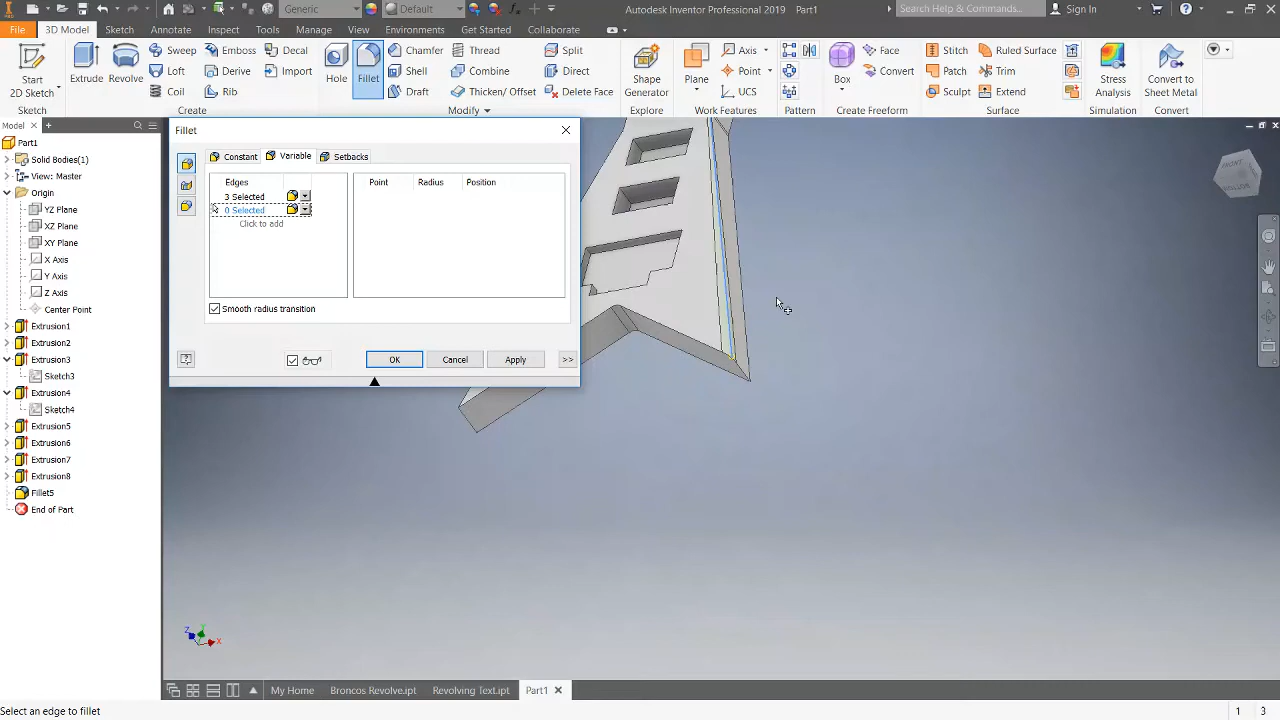 Generic
Default
Autodesk Inventor Professional 2019 Part1
Search Help & Commands...
Sign In
File
3D Model
Sketch
Annotate
Inspect
Tools
Manage
View
Environments
Get Started
Collaborate
Start
2D Sketch
Sketch
Extrude
Revolve
Sweep
Loft
Coil
Emboss
Derive
Rib
Decal
Import
Create
Hole
Fillet
Chamfer
Shell
Draft
Thread
Combine
Thicken/ Offset
Split
Direct
Delete Face
Modify
Shape
Generator
Explore
Plane
Axis
Point
UCS
Work Features
Pattern
Box
Face
Convert
Create Freeform
Stitch
Patch
Sculpt
Ruled Surface
Trim
Extend
Surface
Stress
Analysis
Simulation
Convert to
Sheet Metal
Convert
Model
Part1
Solid Bodies(1)
View: Master
Origin
YZ Plane
XZ Plane
XY Plane
X Axis
Y Axis
Z Axis
Center Point
Extrusion1
Extrusion2
Extrusion3
Sketch3
Extrusion4
Sketch4
Extrusion5
Extrusion6
Extrusion7
Extrusion8
Fillet5
End of Part
Fillet
Constant
Variable
Setbacks
Edges
3 Selected
0 Selected
Click to add
Point
Radius
Position
Smooth radius transition
OK
Cancel
Apply
>>
FRONT
BOTTOM
Z
Y
X
My Home
Broncos Revolve.ipt
Revolving Text.ipt
Part1
Select an edge to fillet
1
3